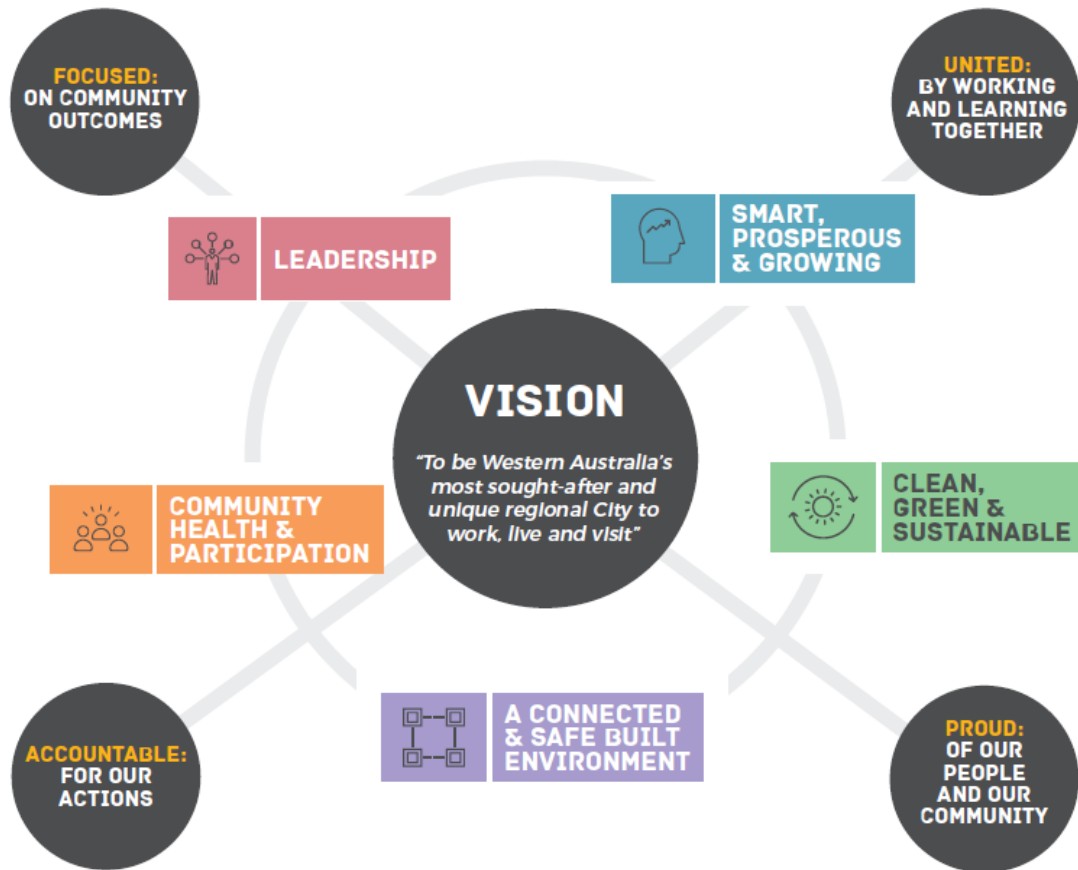 FOCUSED:
ON COMMUNITY
OUTCOMES
UNITED:
BY WORKING
AND LEARNING
TOGETHER
LEADERSHIP
SMART,
PROSPEROUS
& GROWING
VISION
“To be Western Australia’s
most sought-after and
unique regional City to
work, live and visit”
COMMUNITY
HEALTH &
PARTICIPATION
CLEAN,
GREEN &
SUSTAINABLE
A CONNECTED
& SAFE BUILT
ENVIRONMENT
ACCOUNTABLE:
FOR OUR
ACTIONS
PROUD:
OF OUR
PEOPLE
AND OUR
COMMUNITY